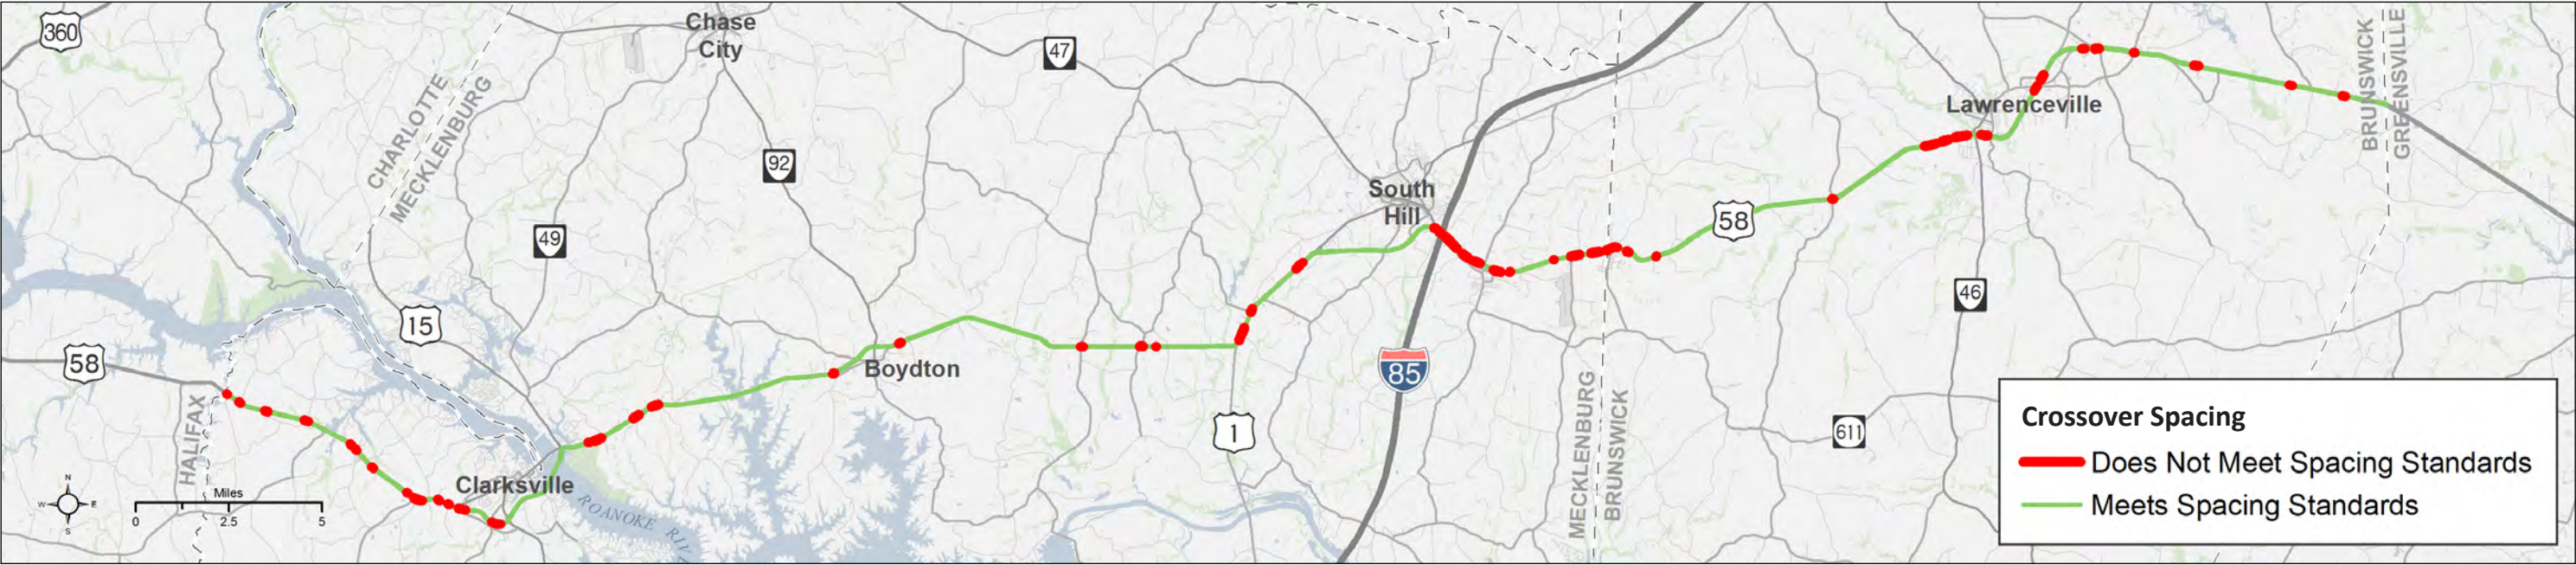 360
Chase
City
47
CHARLOTTE
MECKLENBURG
92
49
15
58
HALIFAX
Miles
0 2.5 5
N
W E
S
Clarksville
ROANOKE RIV
Boydton
1
South
Hill
85
MECKLENBURG
BRUNSWICK
58
Lawrenceville
46
611
BRUNSWICK
GREENSVILLE
Crossover Spacing
Does Not Meet Spacing Standards
Meets Spacing Standards